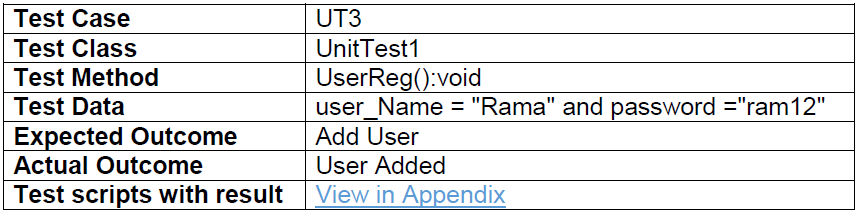 Test Case UT3
Test Class UnitTest1
Test Method UserReg():void
Test Data user_Name = "Rama" and password ="ram12"
Expected Outcome Add User
Actual Outcome User Added
Test scripts with result View in Appendix